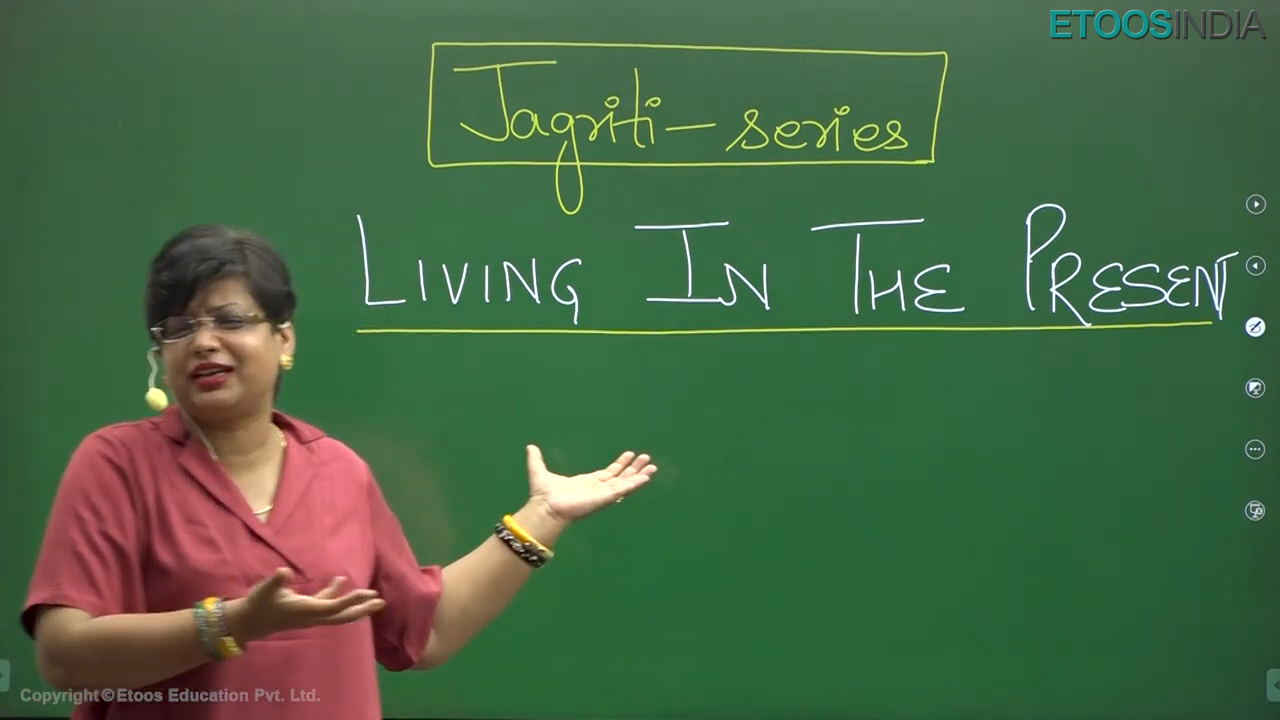 ETOOSINDIA
Jagriti-series
LIVING IN THE PRESENT
Copyright©Etoos Education Pvt. Ltd.